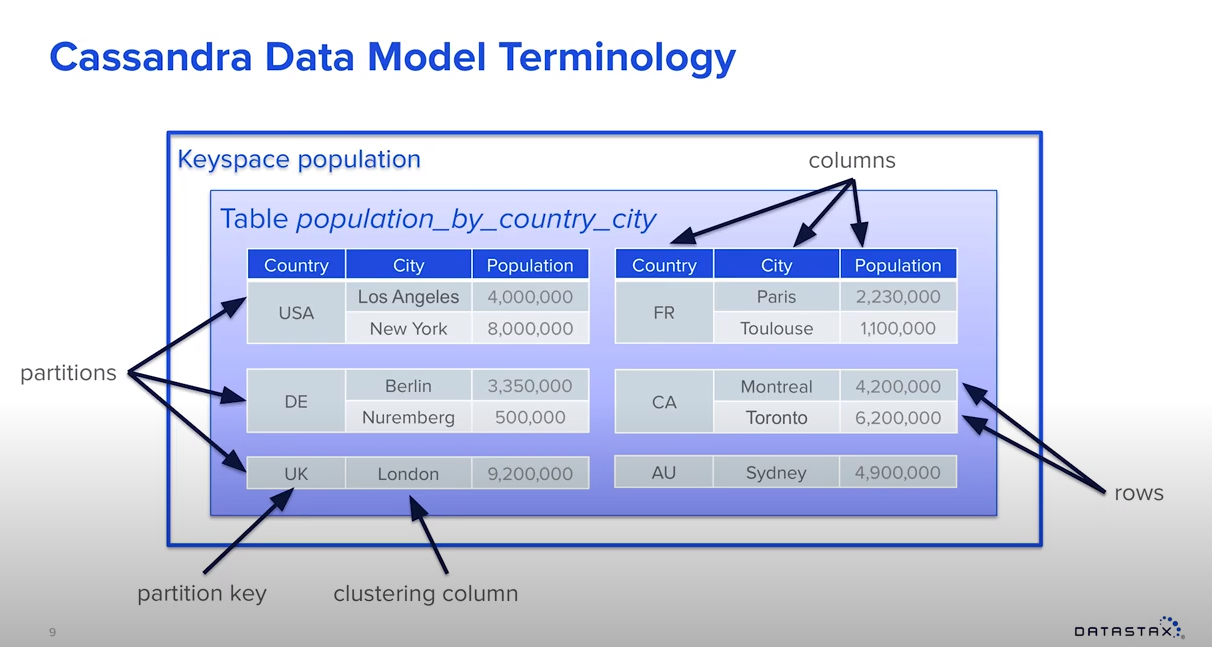 Cassandra Data Model Terminology
Keyspace population
columns
Table population_by_country_city
Country City Population
USA Los Angeles 4,000,000
New York 8,000,000
Country City Population
FR Paris 2,230,000
Toulouse 1,100,000
partitions
DE Berlin 3,350,000
Nuremberg 500,000
CA Montreal 4,200,000
Toronto 6,200,000
UK London 9,200,000
AU Sydney 4,900,000
rows
partition key
clustering column
9
DATASTAX